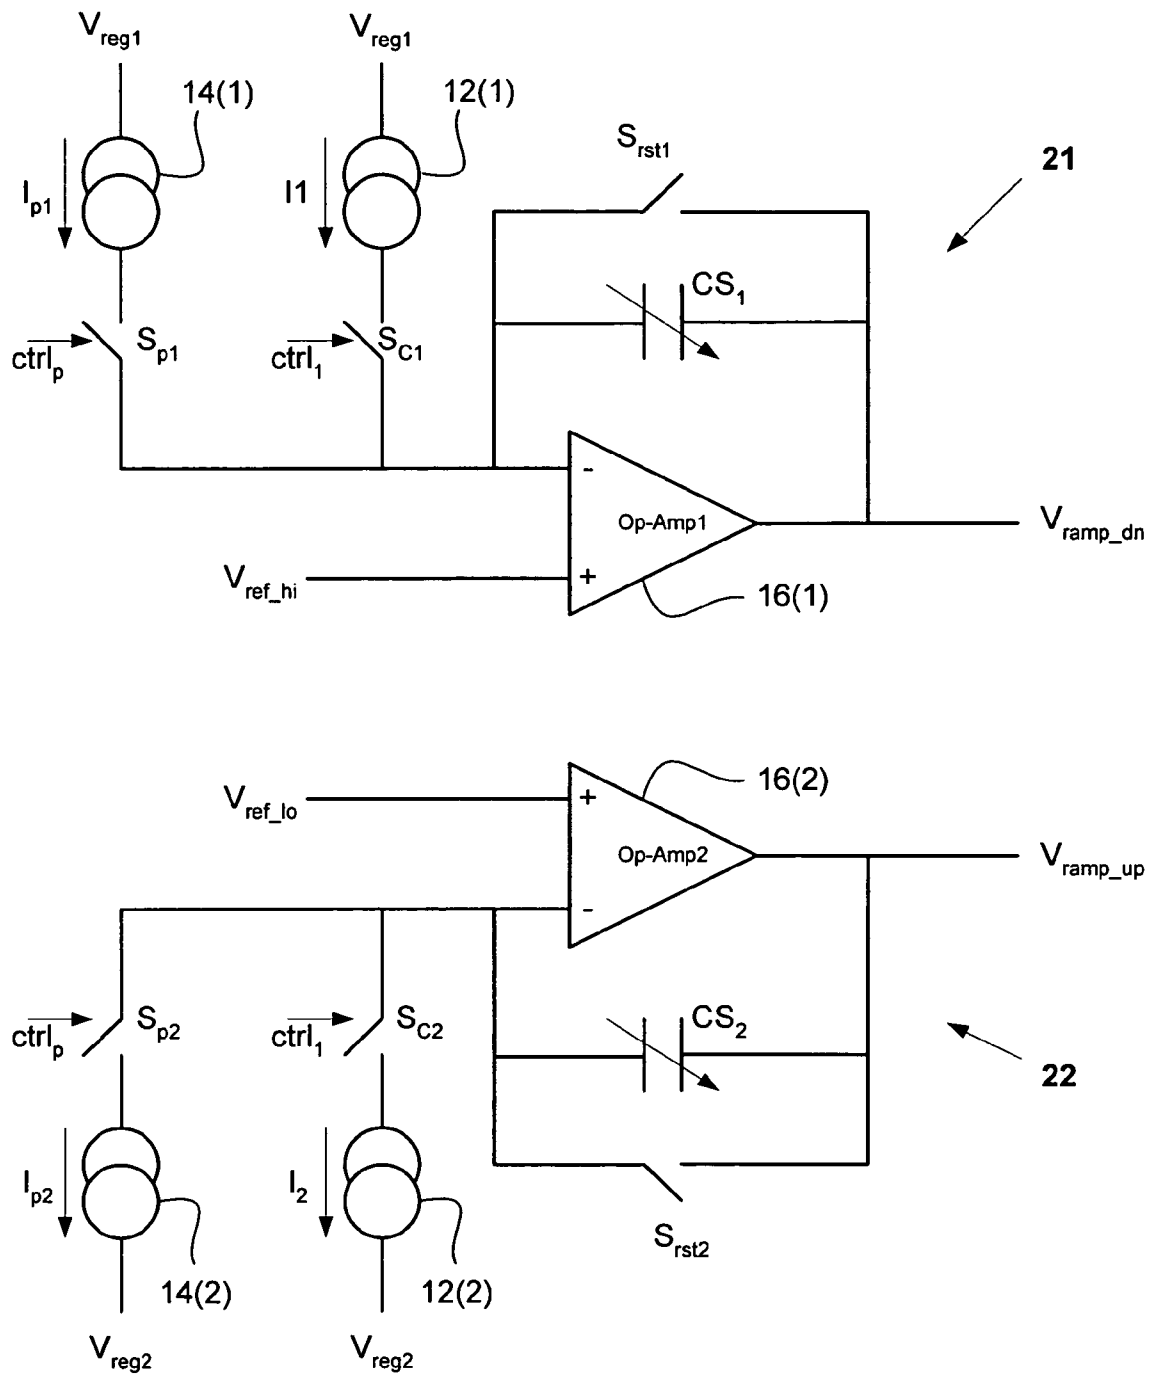 Vreg1
Vreg1
14(1)
12(1)
Srst1
21
Ip1
I1
CS1
ctrlp
Sp1
ctrl1
SC1
-
Op-Amp1
Vramp_dn
Vref_hi
+
16(1)
16(2)
Vref_lo
+
Op-Amp2
Vramp_up
-
ctrlp
Sp2
ctrl1
SC2
CS2
22
Ip2
I2
Srst2
14(2)
12(2)
Vreg2
Vreg2